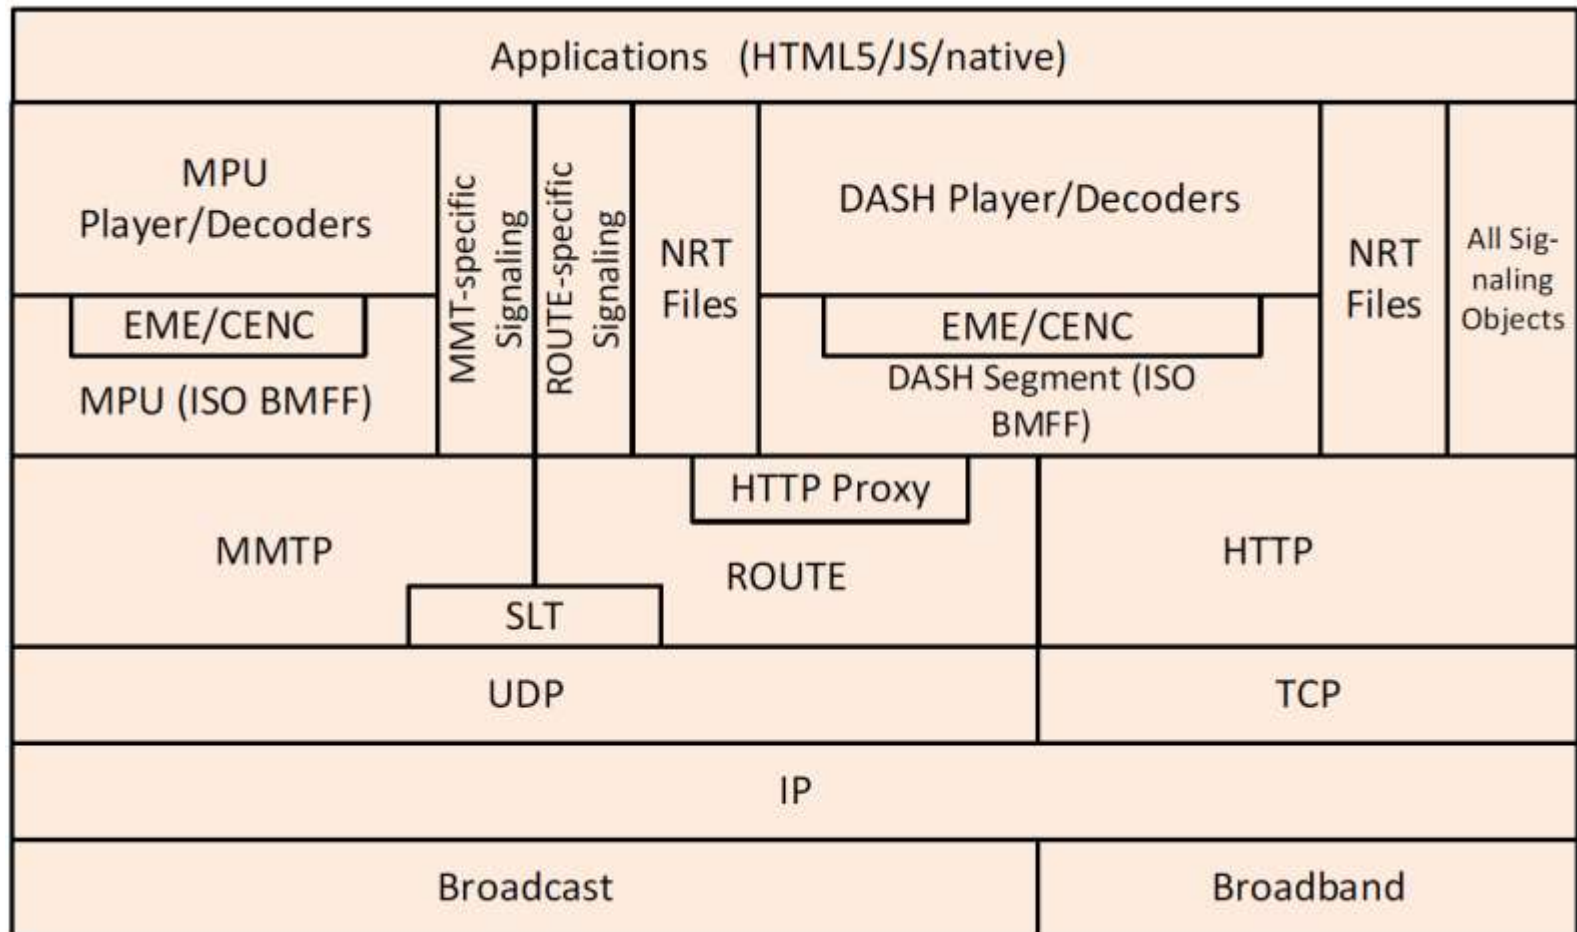 Applications (HTML5/JS/native)
MPU
Player/Decoders
EME/CENC
MPU (ISO BMFF)
MMT-specific
Signaling
ROUTE-specific
Signaling
NRT
Files
DASH Player/Decoders
EME/CENC
DASH Segment (ISO
BMFF)
NRT
Files
All Sig-
naling
Objects
MMTP
SLT
HTTP Proxy
ROUTE
HTTP
UDP
TCP
IP
Broadcast
Broadband